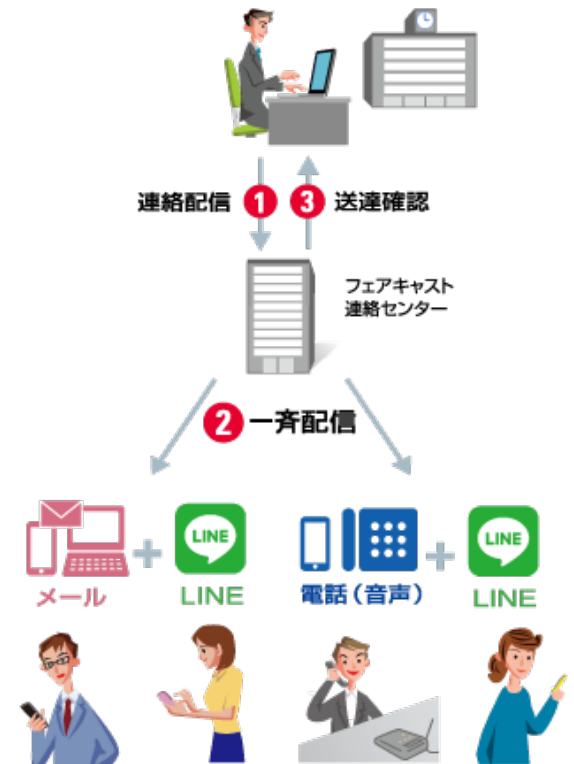 連絡配信 1 3 送達確認
フェアキャスト
連絡センター
2 一斉配信
LINE
LINE
メール
LINE
電話(音声)
LINE